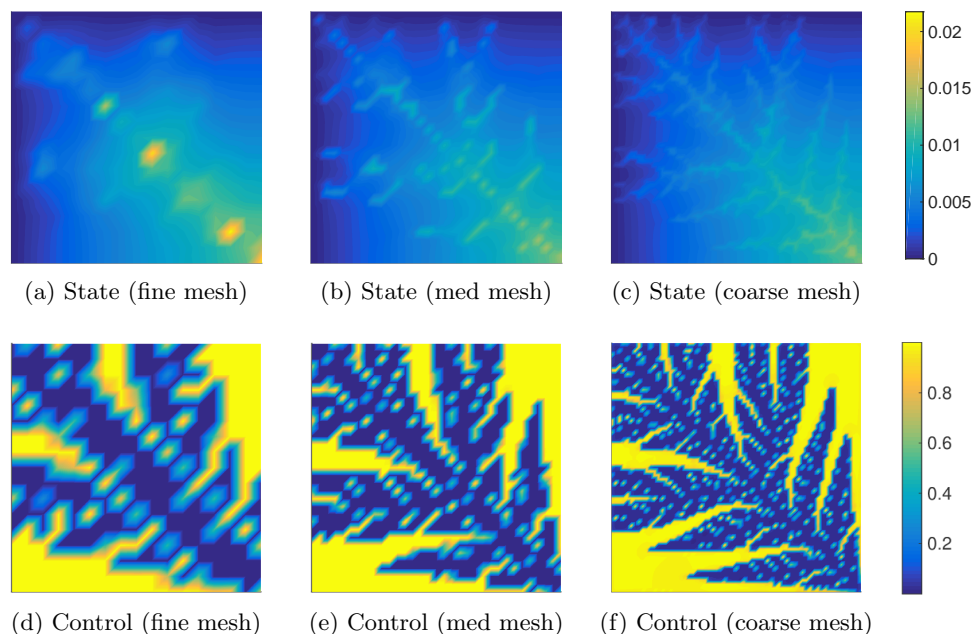 0.02
0.015
0.01
0.005
0
(a) State (fine mesh)
(b) State (med mesh)
(c) State (coarse mesh)
0.8
0.6
0.4
0.2
(d) Control (fine mesh)
(e) Control (med mesh)
(f) Control (coarse mesh)